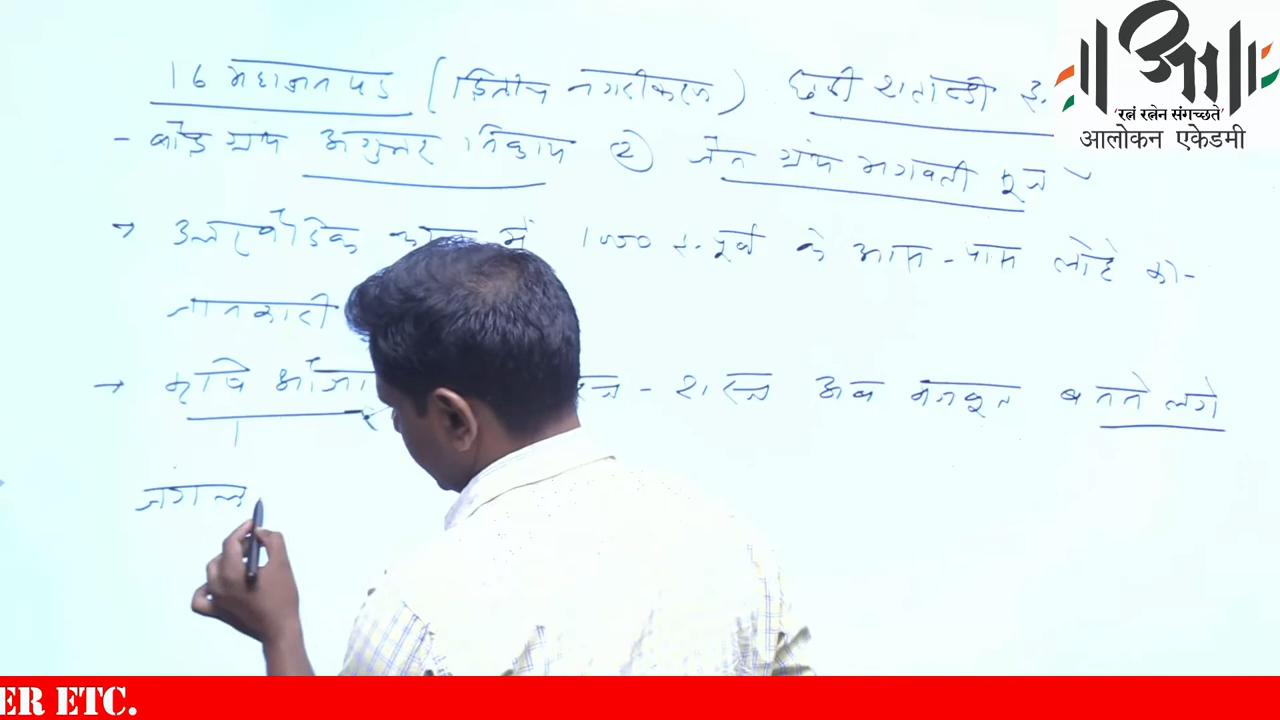 16 महाजनपद (द्वितीय नगरीकरण) छठी शताब्दी ई.
- बौद्ध ग्रंथ अंगुत्तर निकाय ② जैन ग्रंथ भगवती सूत्र
→ उत्तरवैदिक काल में 1000 ई.पूर्व के आस-पास लोहे की-
जानकारी
→ कृषि औजा स्त्र-शस्त्र अब मजबूत बनने लगे
जंगल
'रत्नं रत्नेन संगच्छते'
आलोकन एकेडमी
ER ETC.